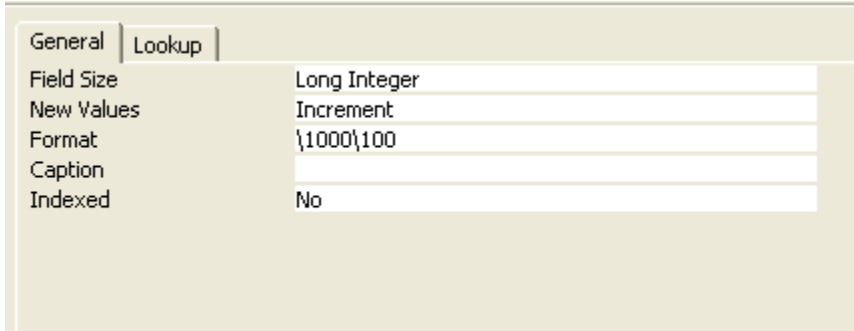 General Lookup
Field Size Long Integer
New Values Increment
Format \1000\100
Caption
Indexed No